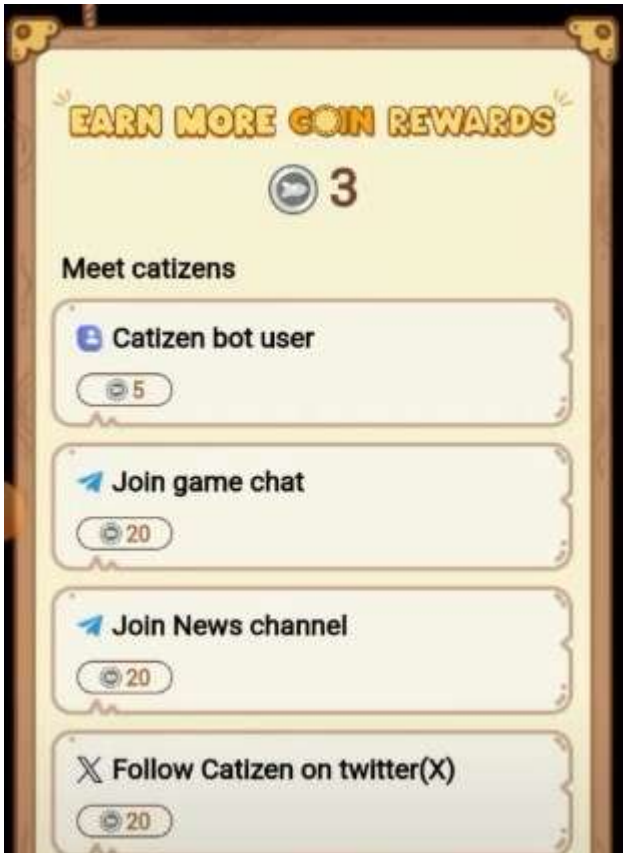 EARN MORE COIN REWARDS
3
Meet catizens
Catizen bot user
5
Join game chat
20
Join News channel
20
Follow Catizen on twitter(X)
20